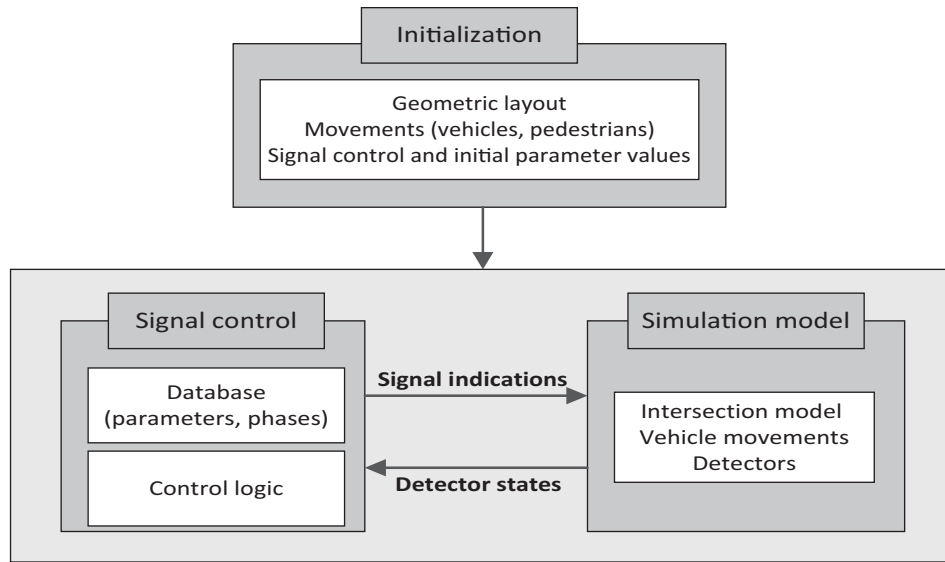 Initialization
Geometric layout
Movements (vehicles, pedestrians)
Signal control and initial parameter values
Signal control
Database
(parameters, phases)
Control logic
Signal indications
Detector states
Simulation model
Intersection model
Vehicle movements
Detectors